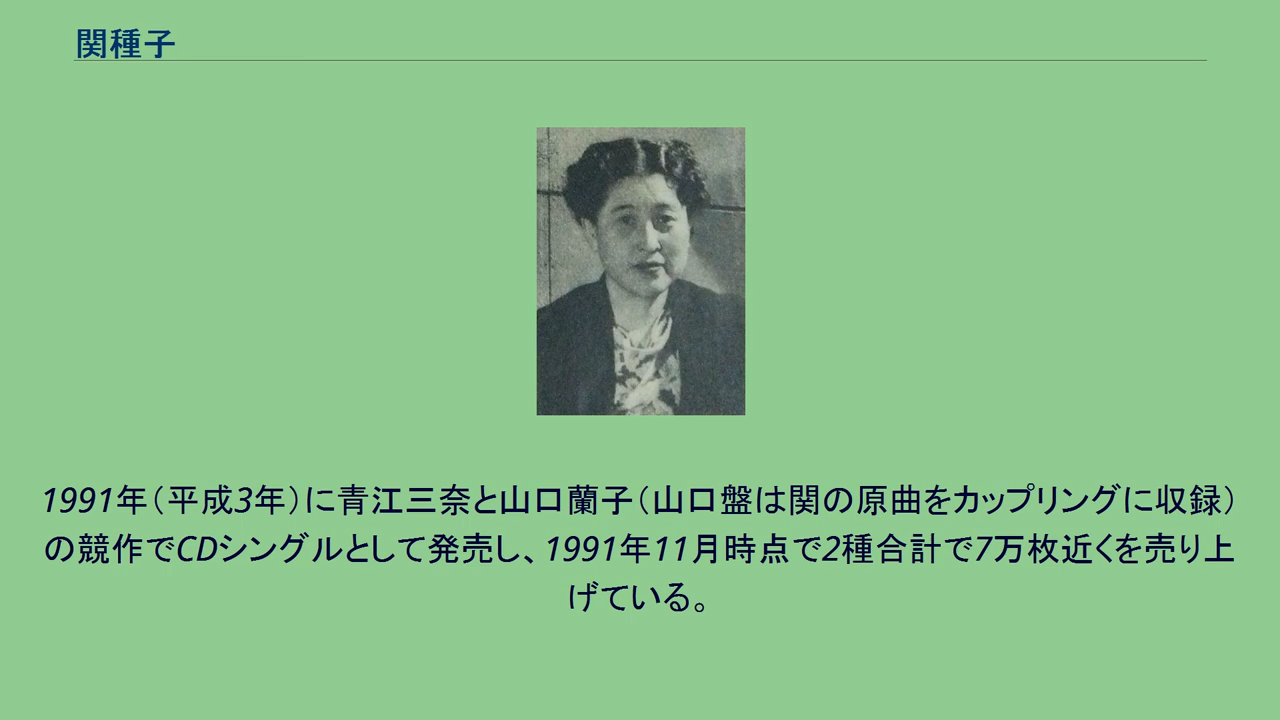 関種子
1991年（平成3年）に青江三奈と山口蘭子（山口盤は関の原曲をカップリングに収録）
の競作でCDシングルとして発売し、1991年11月時点で2種合計で7万枚近くを売り上
げている。